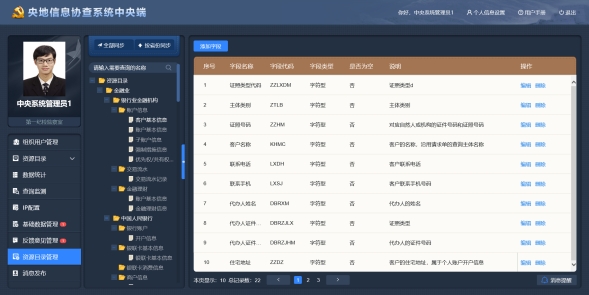 央地信息协查系统中央端
你好，中央系统管理员1 个人信息设置 用户手册 退出
中央系统管理员1
组织用户管理
资源目录
数据统计
查询监测
IP配置
基础数据管理
反馈意见管理
资源目录管理
消息发布
全部同步 按省份同步
请输入需要查询的名称
资源目录
金融业
银行业金融机构
账户信息
客户基本信息
账户基本信息
子账户信息
强制措施信息
优先权/共有权...
交易流水
交易流水记录
金融理财
账户基本信息
金融理财信息
中国人民银行
银行账户
开户信息
银联卡基本信息
银联卡基本信息
银联卡消费信息
商户信息
添加字段
序号 字段名称 字段代码 字段类型 是否为空 说明 操作
1 证照类型代码 ZZLXDM 字符型 否 证照类型d 编辑 删除
2 主体类别 ZTLB 字符型 否 主体类别 编辑 删除
3 证照号码 ZZHM 字符型 否 对应自然人或机构的证件号码和证照号码 编辑 删除
4 客户名称 KHMC 字符型 否 客户的名称、回用请求单的查询主体名称 编辑 删除
5 联系电话 LXDH 字符型 否 客户联系电话 编辑 删除
6 联系手机 LXSJ 字符型 否 客户联系手机号码 编辑 删除
7 代办人姓名 DBRXM 字符型 否 代办人的姓名 编辑 删除
8 代办人证件... DBRZJLX 字符型 否 证照类型 编辑 删除
9 代办人证件... DBRZJHM 字符型 否 代办人的证件号码 编辑 删除
10 住宅地址 ZZDZ 字符型 否 客户的住宅地址、属于个人账户开户信息 编辑 删除
本页显示：10 总记录数：22 < 1 2 3 >
消息提醒